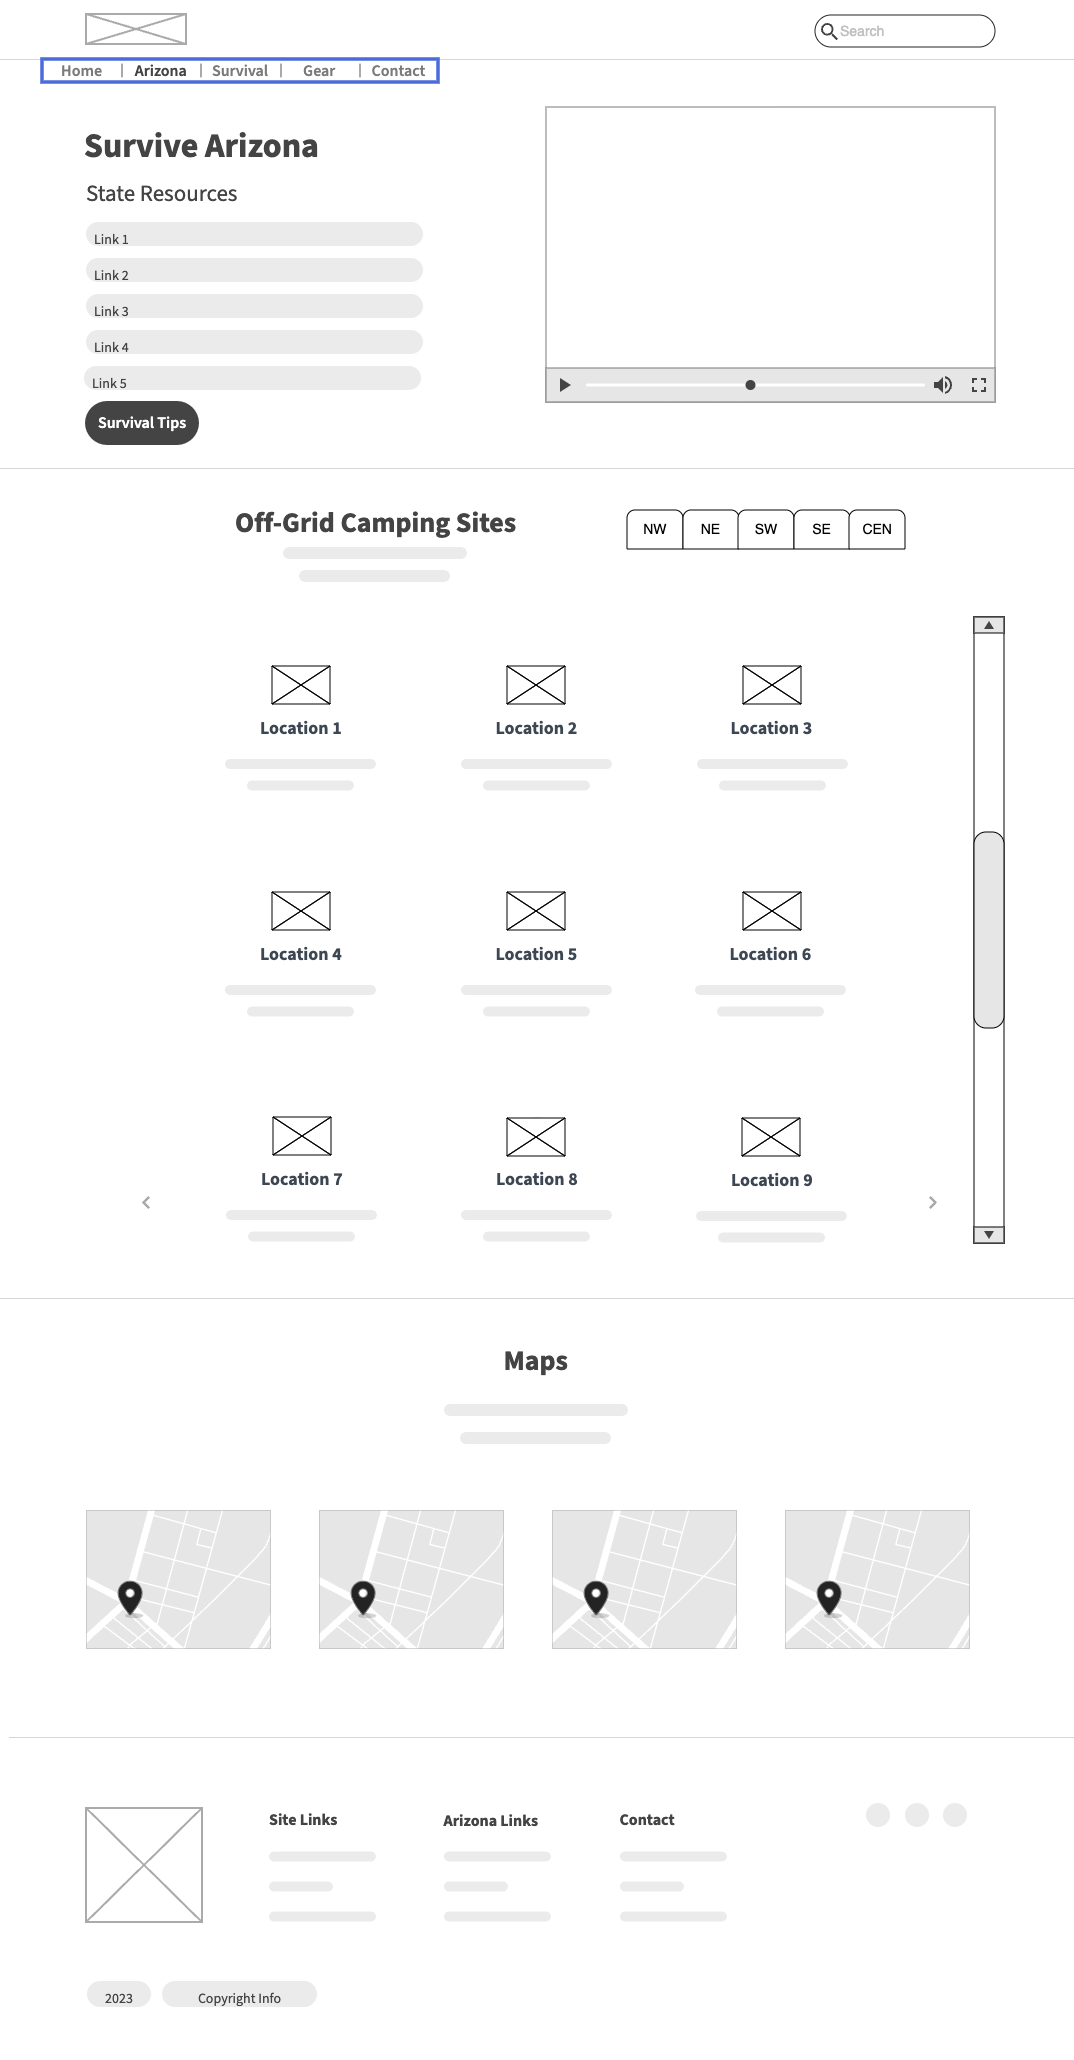 Search
Home | Arizona | Survival | Gear | Contact
Survive Arizona
State Resources
Link 1
Link 2
Link 3
Link 4
Link 5
Survival Tips
Off-Grid Camping Sites
NW NE SW SE CEN
Location 1 Location 2 Location 3
Location 4 Location 5 Location 6
Location 7 Location 8 Location 9
Maps
Site Links Arizona Links Contact
2023 Copyright Info